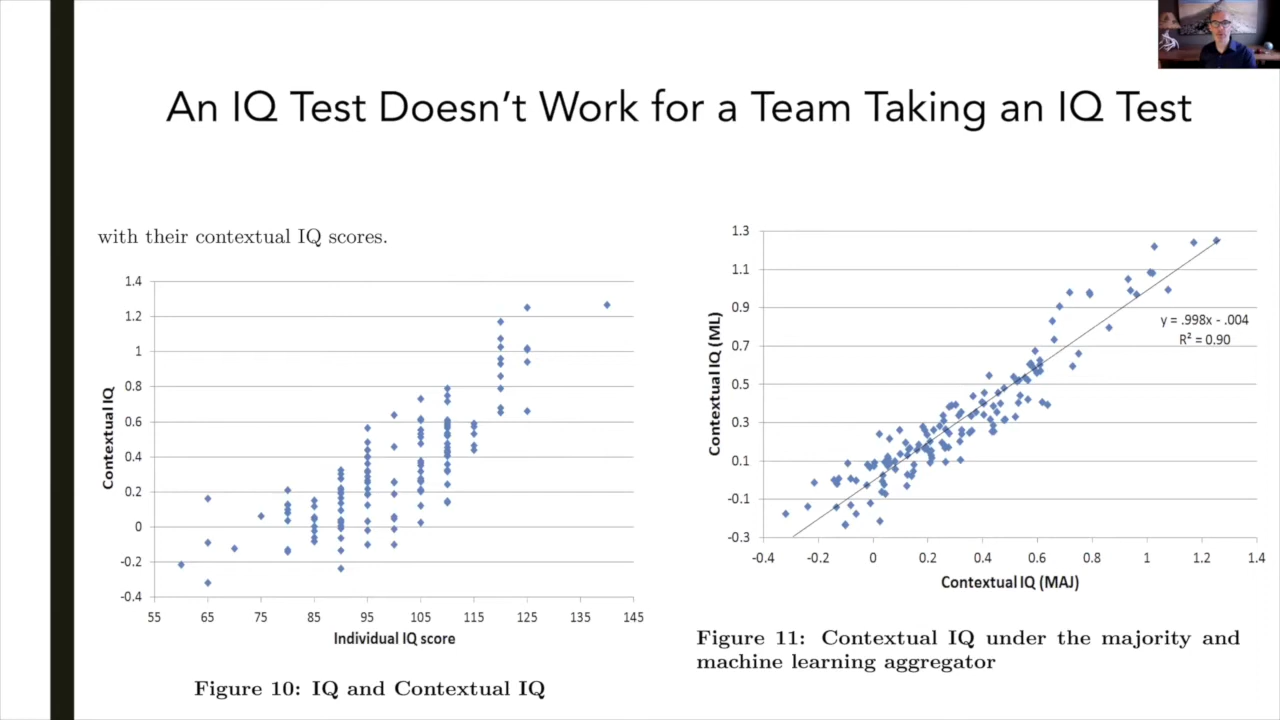 An IQ Test Doesn't Work for a Team Taking an IQ Test
with their contextual IQ scores.
1.4
1.2
1
0.8
0.6
0.4
0.2
0
-0.2
-0.4
Contextual IQ
55 65 75 85 95 105 115 125 135 145
Individual IQ score
Figure 10: IQ and Contextual IQ
1.3
1.1
0.9
0.7
0.5
0.3
0.1
-0.1
-0.3
Contextual IQ (ML)
y = .998x - .004
R² = 0.90
-0.4 -0.2 0 0.2 0.4 0.6 0.8 1 1.2 1.4
Contextual IQ (MAJ)
Figure 11: Contextual IQ under the majority and
machine learning aggregator